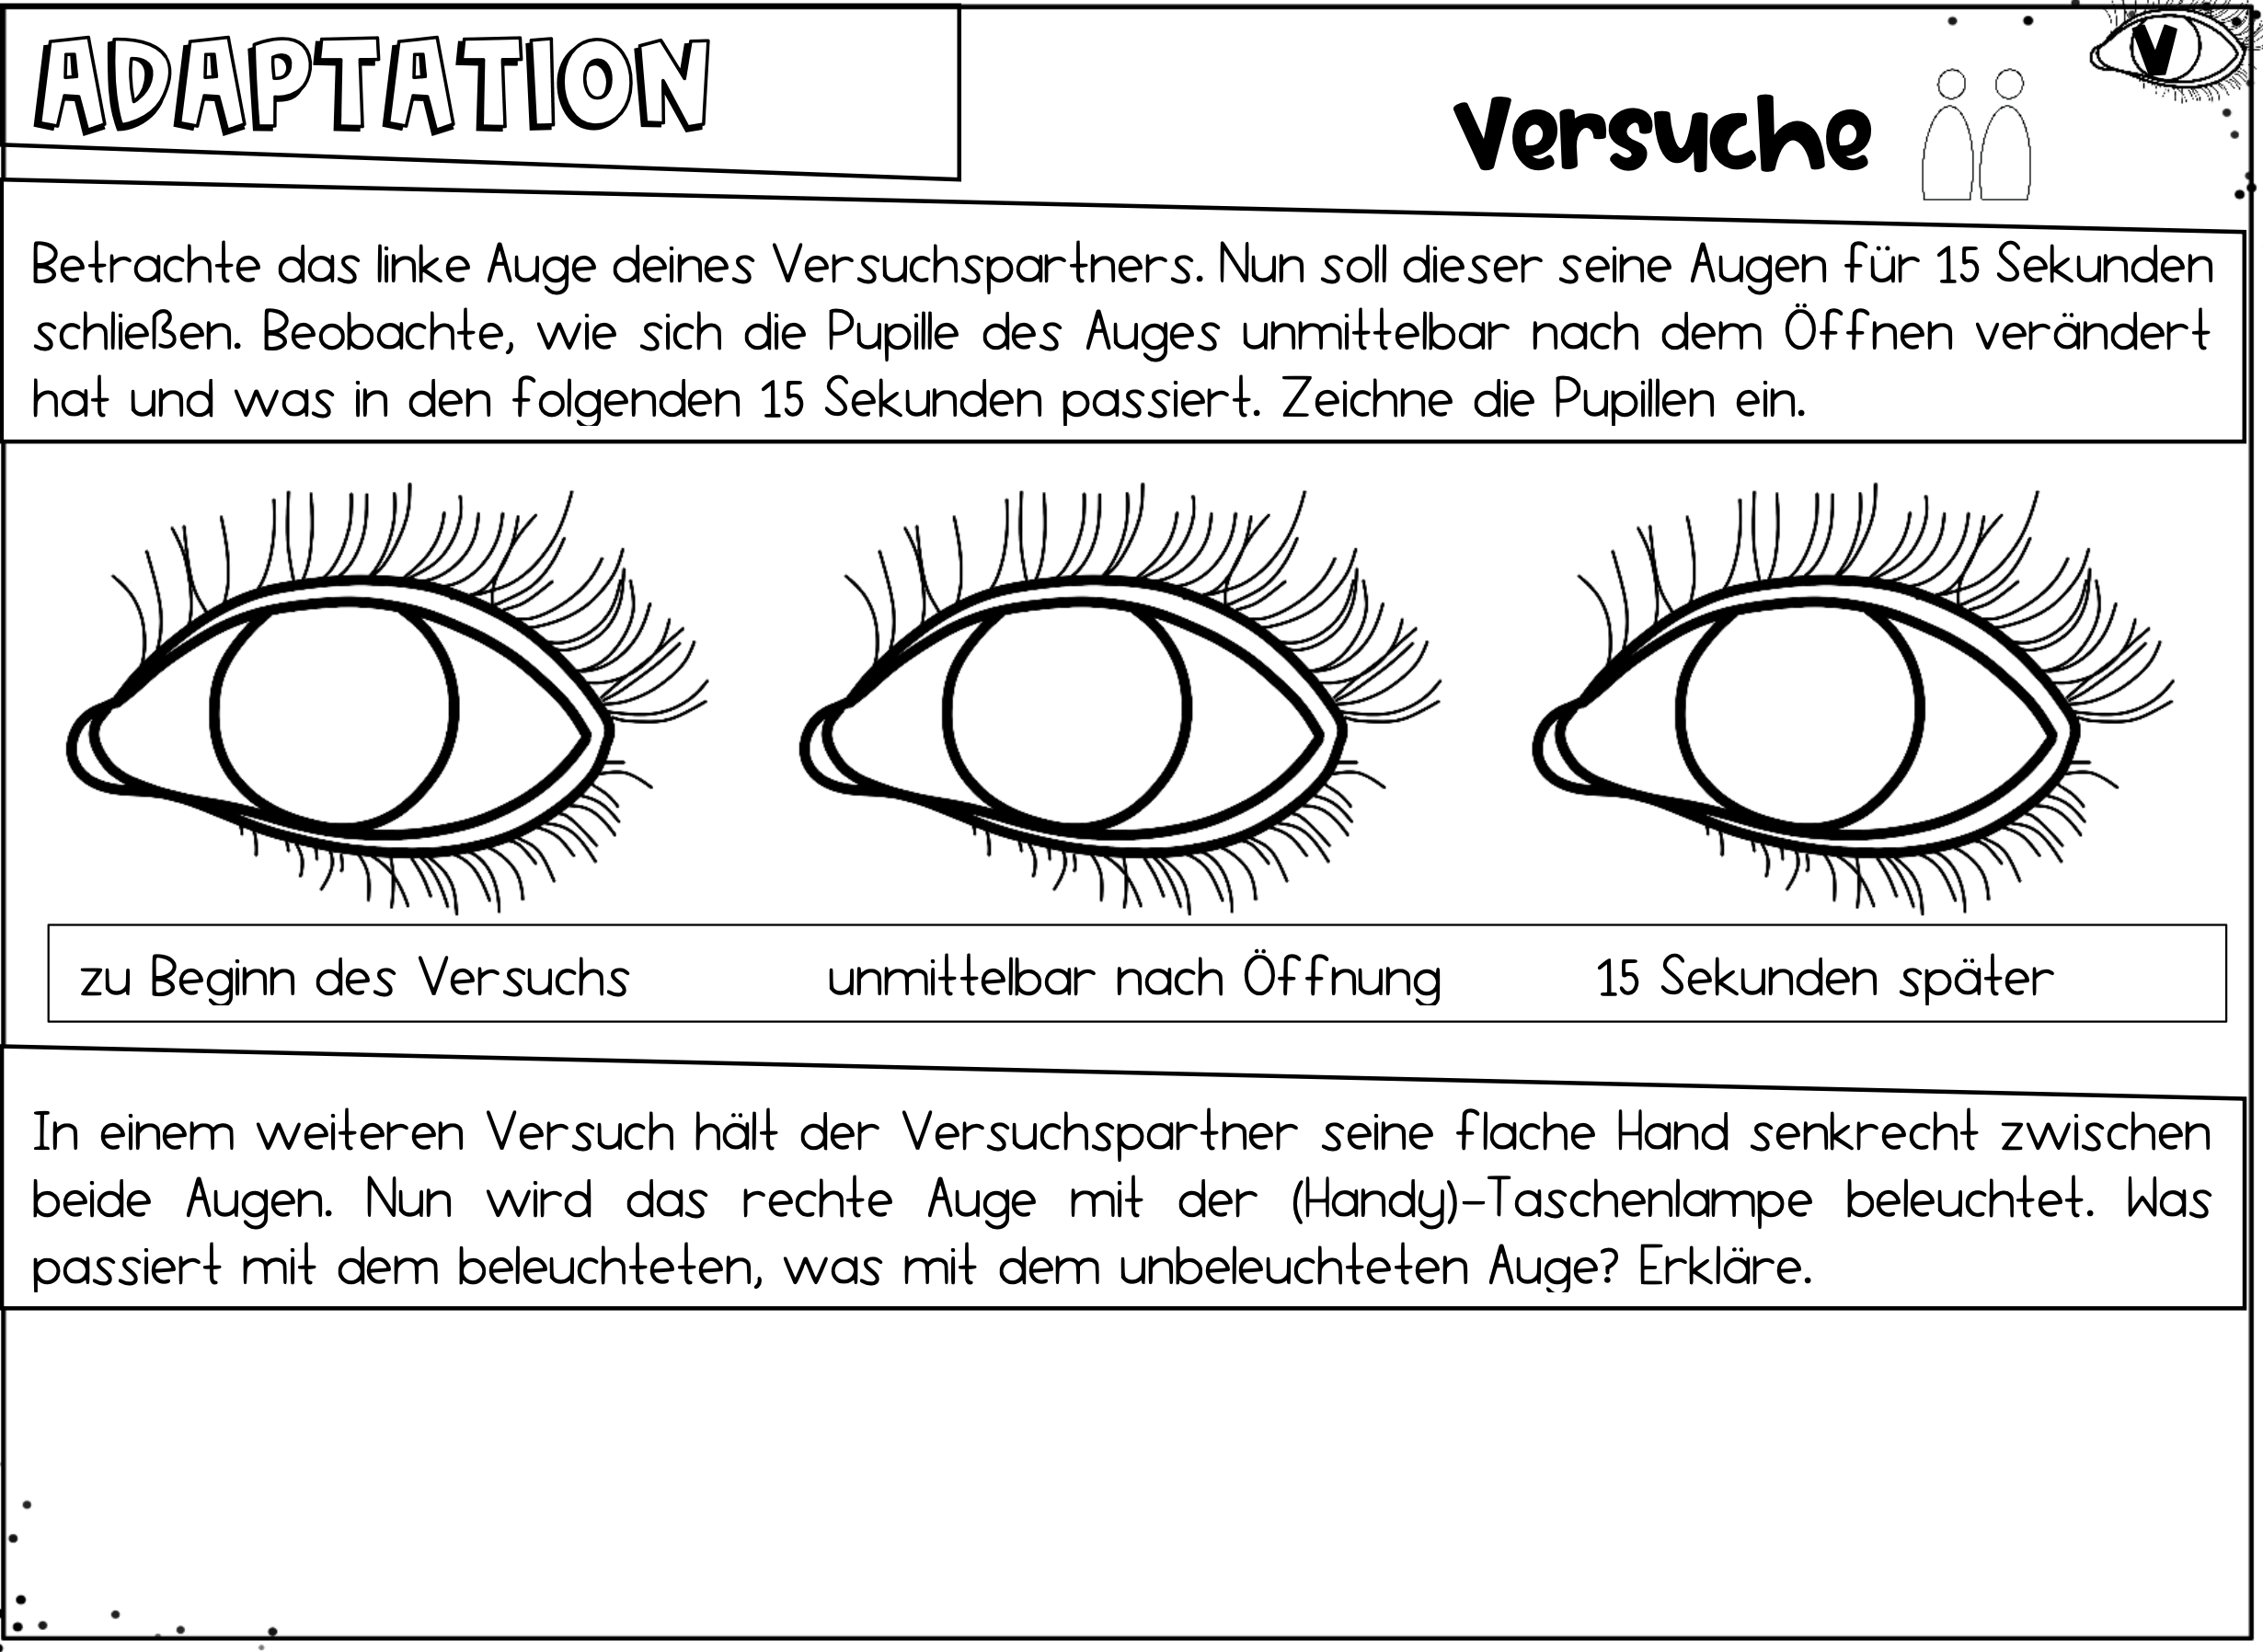 ADAPTATION
V
Versuche
Betrachte das linke Auge deines Versuchspartners. Nun soll dieser seine Augen für 15 Sekunden
schließen. Beobachte, wie sich die Pupille des Auges unmittelbar nach dem Öffnen verändert
hat und was in den folgenden 15 Sekunden passiert. Zeichne die Pupillen ein.
zu Beginn des Versuchs unmittelbar nach Öffnung 15 Sekunden später
In einem weiteren Versuch hält der Versuchspartner seine flache Hand senkrecht zwischen
beide Augen. Nun wird das rechte Auge mit der (Handy)-Taschenlampe beleuchtet. Was
passiert mit dem beleuchteten, was mit dem unbeleuchteten Auge? Erkläre.